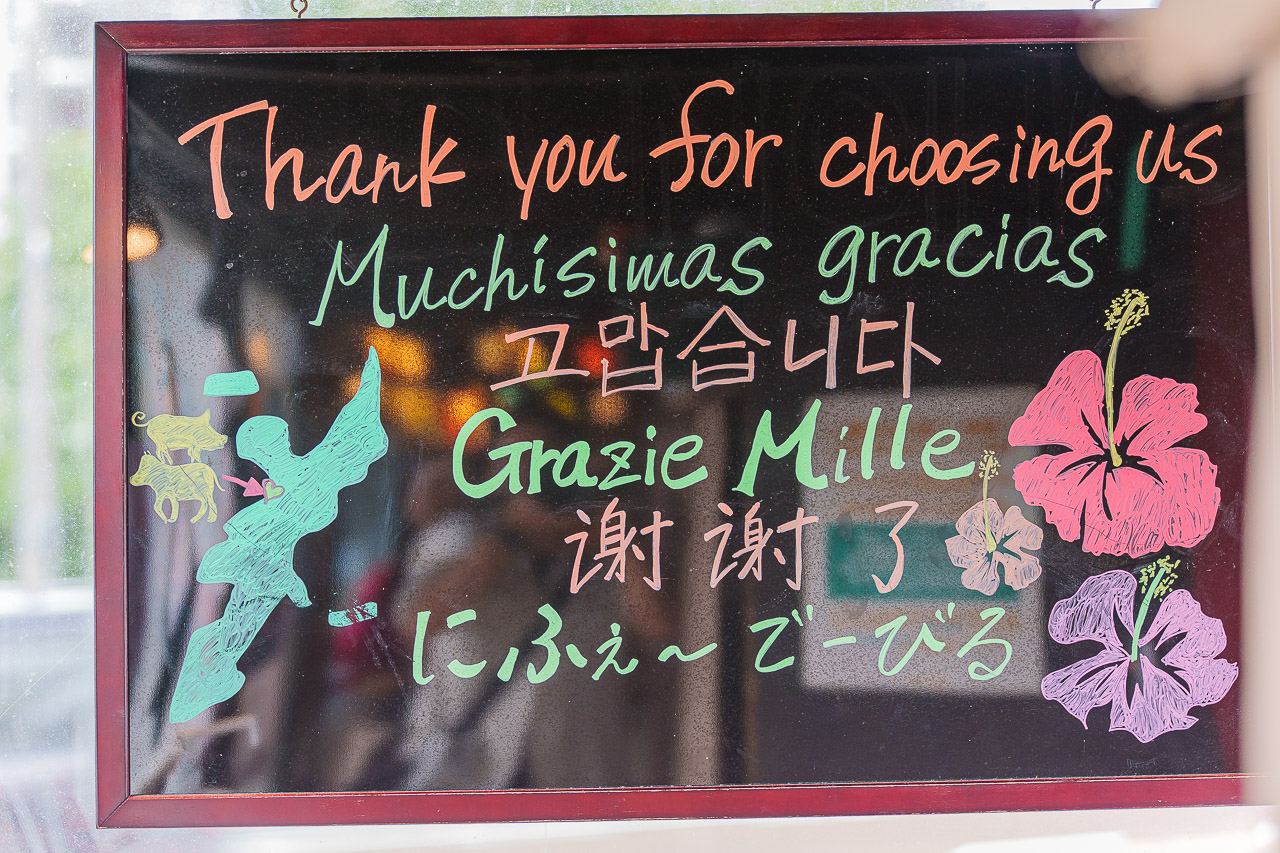 Thank you for choosing us
Muchísimas gracias
고맙습니다
Grazie Mille
谢谢了
にふぇ～でーびる